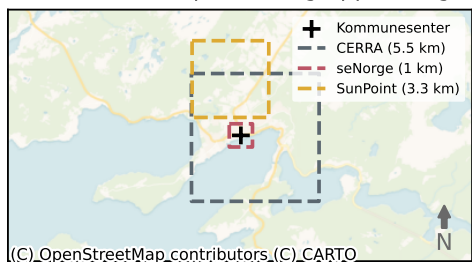 Kommunesenter
CERRA (5.5 km)
seNorge (1 km)
SunPoint (3.3 km)
N
(C) OpenStreetMap contributors (C) CARTO